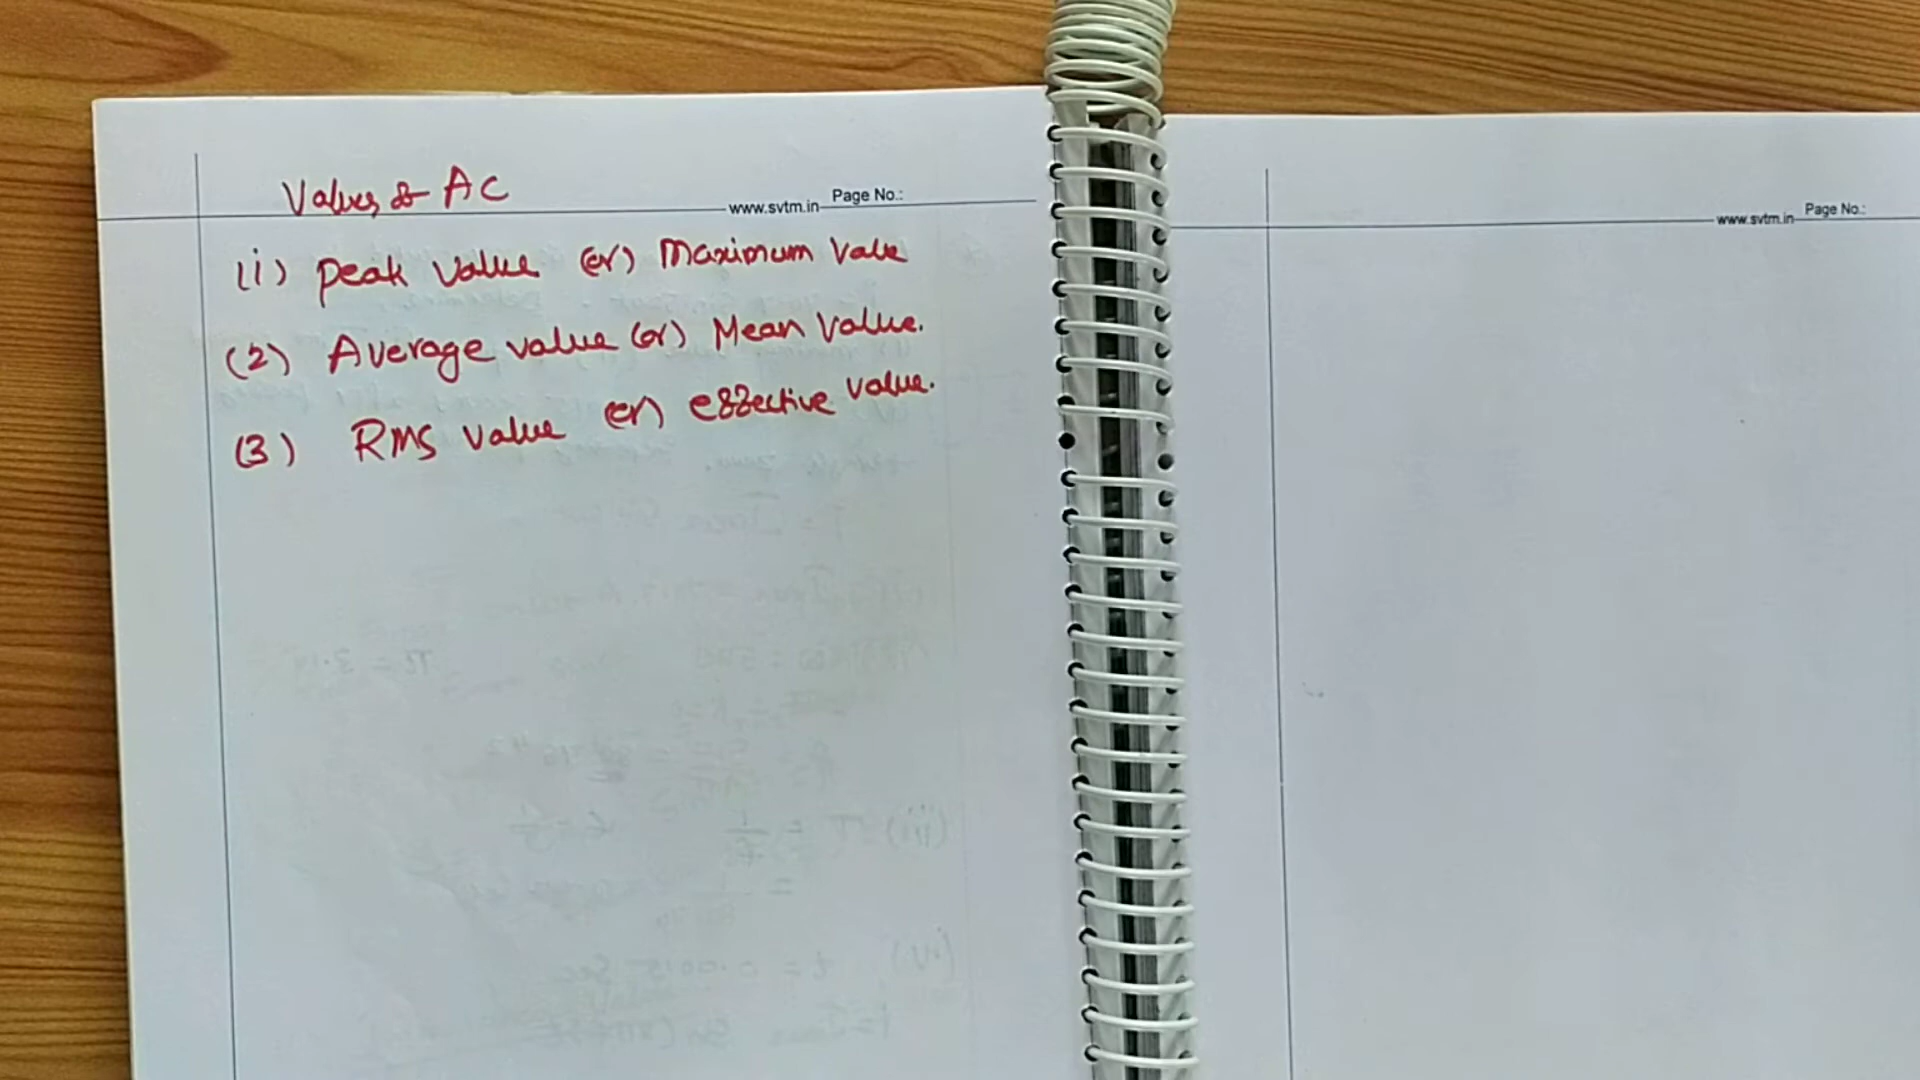 Values of AC
www.svtm.in Page No.:
(i) Peak value (or) Maximum Value
(2) Average value (or) Mean value.
(3) RMS value (or) effective value.
www.svtm.in Page No.: